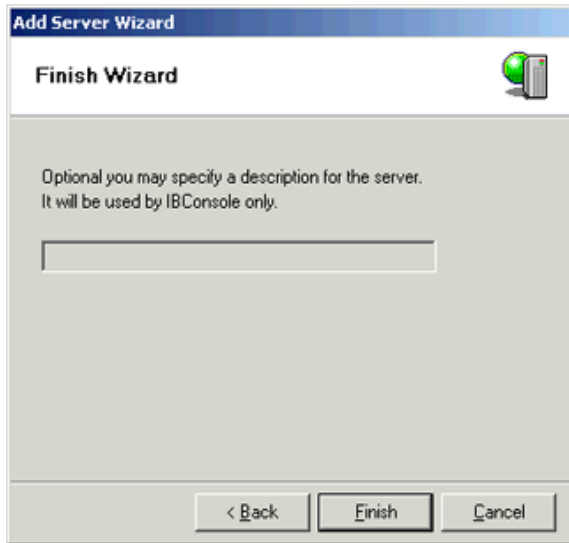 Add Server Wizard
Finish Wizard
Optional you may specify a description for the server.
It will be used by IBConsole only.
< Back
Finish
Cancel